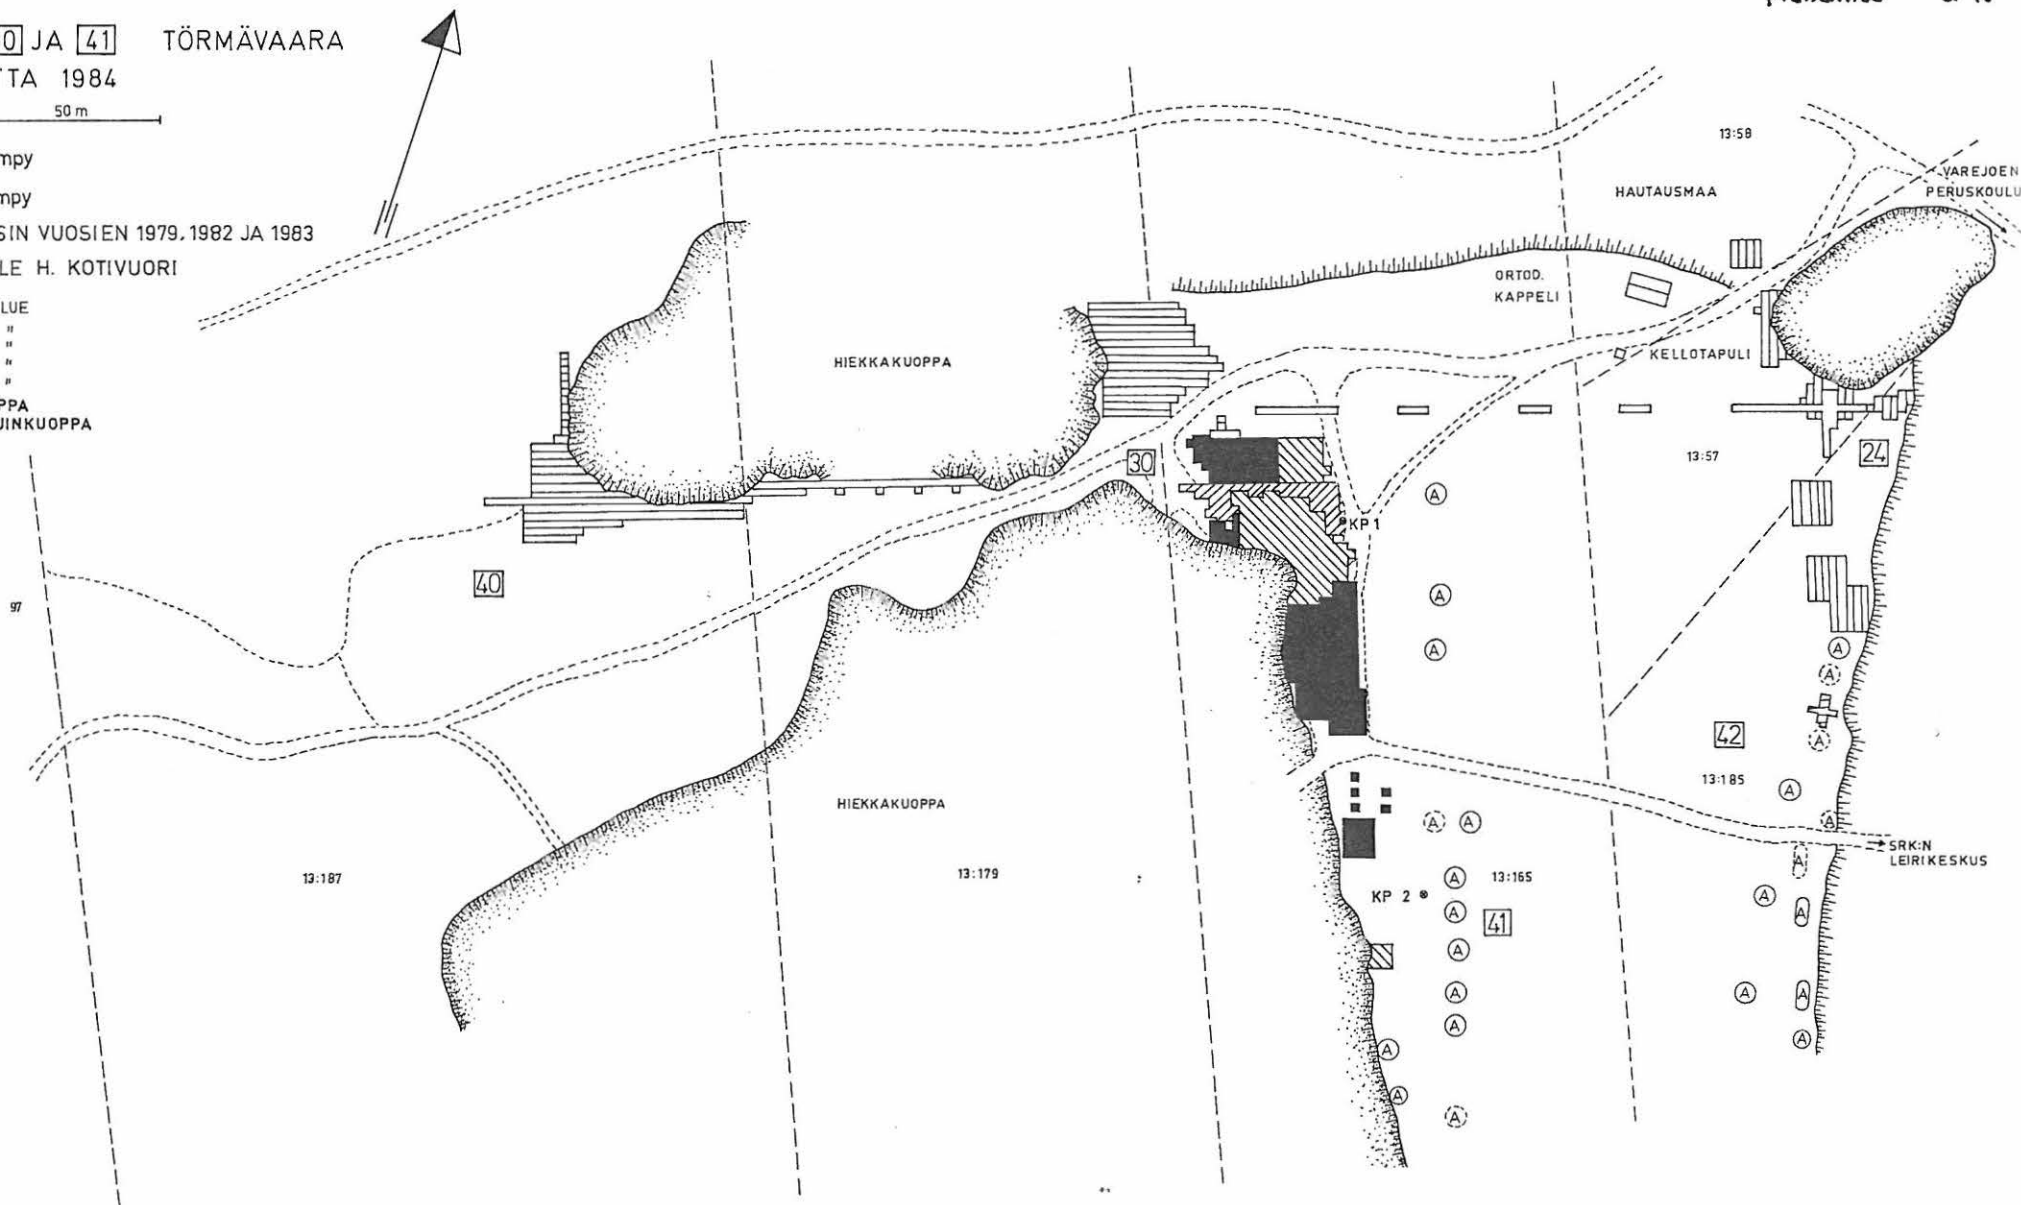 0 JA 41 TÖRMÄVAARA
TTA 1984
50 m
mpy
mpy
SIN VUOSIEN 1979, 1982 JA 1983
LE H. KOTIVUORI
LUE
"
"
"
"
PPA
JINKUOPPA
13:58
VAREJOEN
PERUSKOULU
HAUTAUSMAA
ORTOD.
KAPPELI
KELLOTAPULI
HIEKKAKUOPPA
30
24
13:57
A
KP 1
40
97
A
A
A
A
42
A
13:185
A
HIEKKAKUOPPA
A
A
A
SRK:N
LEIRIKESKUS
A
13:187
13:179
A
13:165
KP 2
A
A
A
41
A
A
A
A
A
A
A
A
A
A